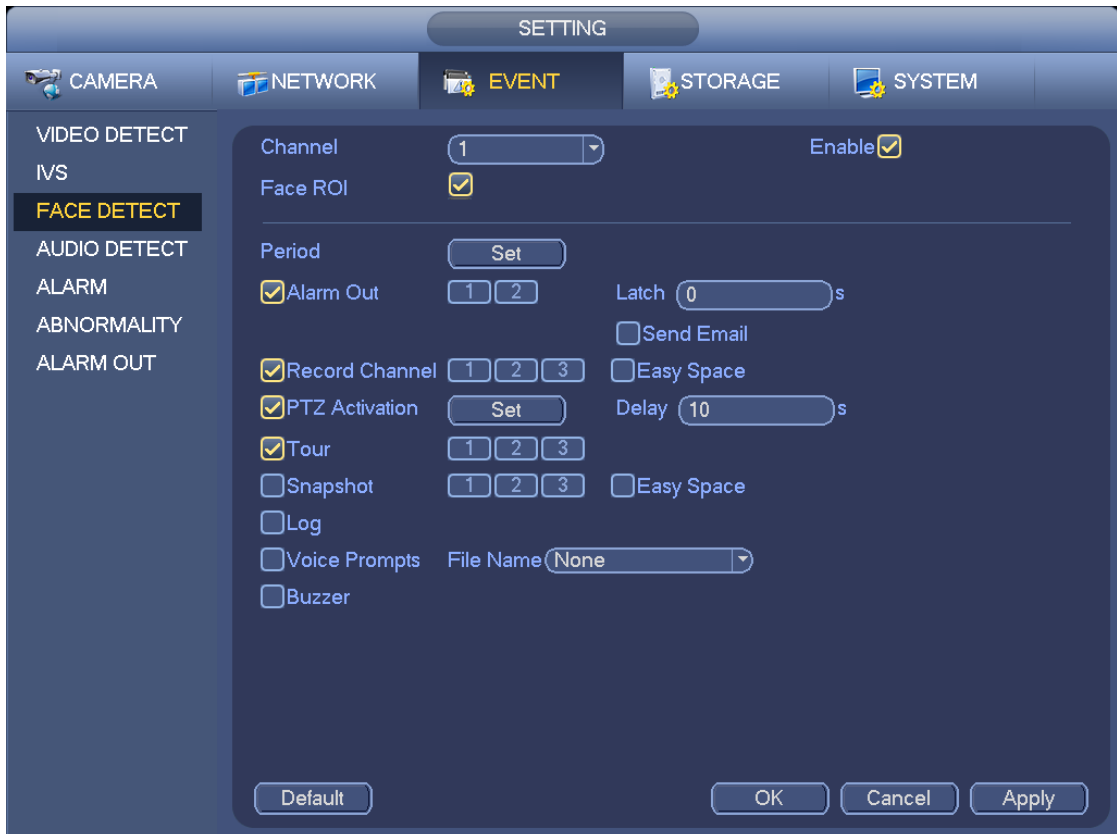 SETTING
CAMERA NETWORK EVENT STORAGE SYSTEM
VIDEO DETECT
IVS
FACE DETECT
AUDIO DETECT
ALARM
ABNORMALITY
ALARM OUT
Channel 1 Enable
Face ROI
Period Set
Alarm Out 1 2 Latch 0 s
Send Email
Record Channel 1 2 3 Easy Space
PTZ Activation Set Delay 10 s
Tour 1 2 3
Snapshot 1 2 3 Easy Space
Log
Voice Prompts File Name None
Buzzer
Default OK Cancel Apply